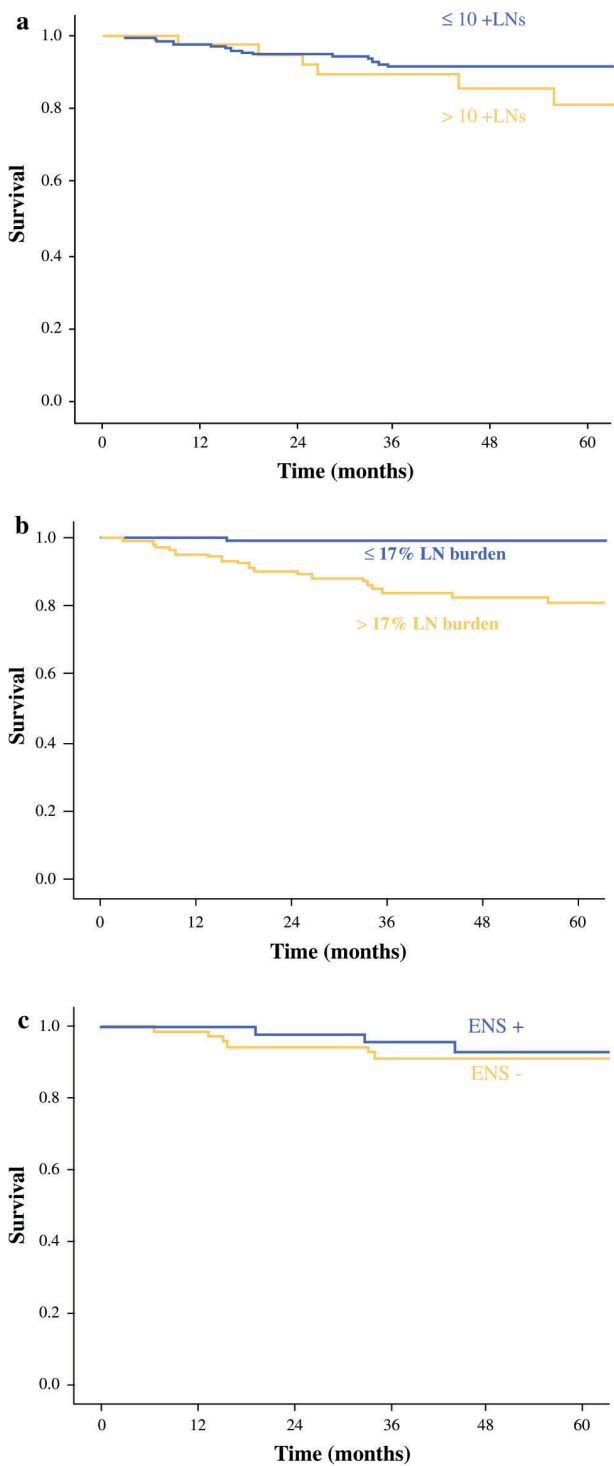 a
≤ 10 +LNs
1.0
0.8
> 10 +LNs
Survival
0.6
0.4
0.2
0.0
0 12 24 36 48 60
Time (months)
b
1.0
≤ 17% LN burden
0.8
> 17% LN burden
Survival
0.6
0.4
0.2
0.0
0 12 24 36 48 60
Time (months)
c
1.0
ENS +
ENS -
0.8
Survival
0.6
0.4
0.2
0.0
0 12 24 36 48 60
Time (months)